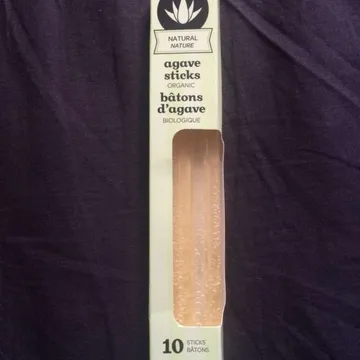 NATURAL
NATURE
agave
sticks
ORGANIC
bâtons
d'agave
BIOLOGIQUE
10 STICKS
BÂTONS